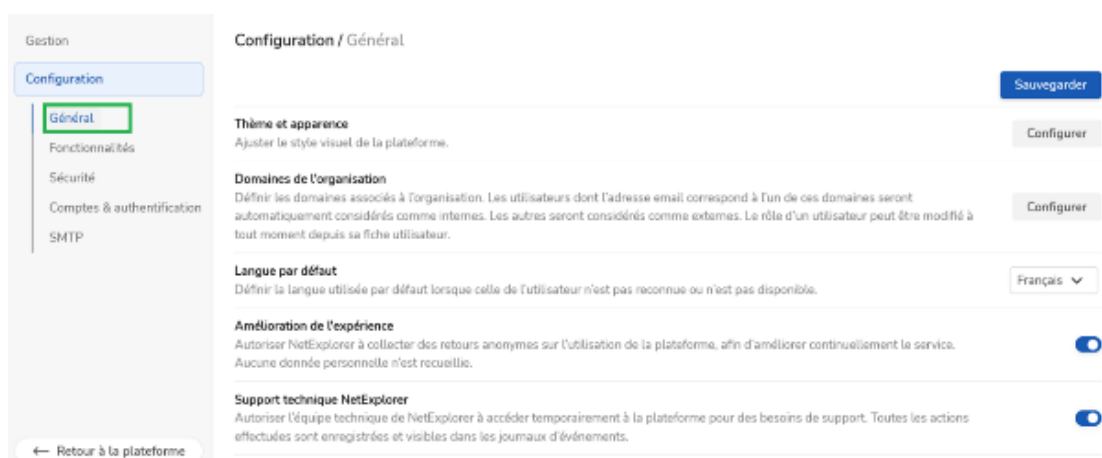 Gestion
Configuration
Général
Fonctionnalités
Sécurité
Comptes & authentification
SMTP
← Retour à la plateforme
Configuration / Général
Sauvegarder
Thème et apparence
Ajuster le style visuel de la plateforme.
Configurer
Domaines de l'organisation
Définir les domaines associés à l'organisation. Les utilisateurs dont l'adresse email correspond à l'un de ces domaines seront
automatiquement considérés comme internes. Les autres seront considérés comme externes. Le rôle d'un utilisateur peut être modifié à
tout moment depuis sa fiche utilisateur.
Configurer
Langue par défaut
Définir la langue utilisée par défaut lorsque celle de l'utilisateur n'est pas reconnue ou n'est pas disponible.
Français
Amélioration de l'expérience
Autoriser NetExplorer à collecter des retours anonymes sur l'utilisation de la plateforme, afin d'améliorer continuellement le service.
Aucune donnée personnelle n'est recueillie.
Support technique NetExplorer
Autoriser l'équipe technique de NetExplorer à accéder temporairement à la plateforme pour des besoins de support. Toutes les actions
effectuées sont enregistrées et visibles dans les journaux d'événements.